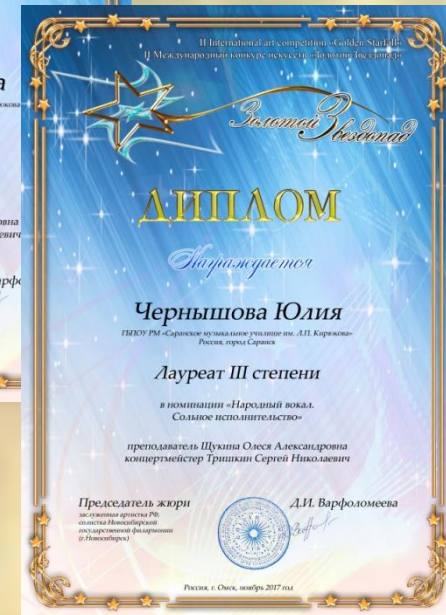 II International art competition «Golden Starfall»
II Международный конкурс искусств «Золотой Звездопад»
Золотой Звездопад
ДИПЛОМ
Награждается
Чернышова Юлия
ГБПОУ РМ «Саранское музыкальное училище им. Л.П. Кирюкова»
Россия, город Саранск
Лауреат III степени
в номинации «Народный вокал.
Сольное исполнительство»
преподаватель Щукина Олеся Александровна
концертмейстер Тришкин Сергей Николаевич
Председатель жюри
Д.И. Варфоломеева
заслуженная артистка РФ,
солистка Новосибирской
государственной филармонии
(г.Новосибирск)
Россия, г. Омск, ноябрь 2017 год